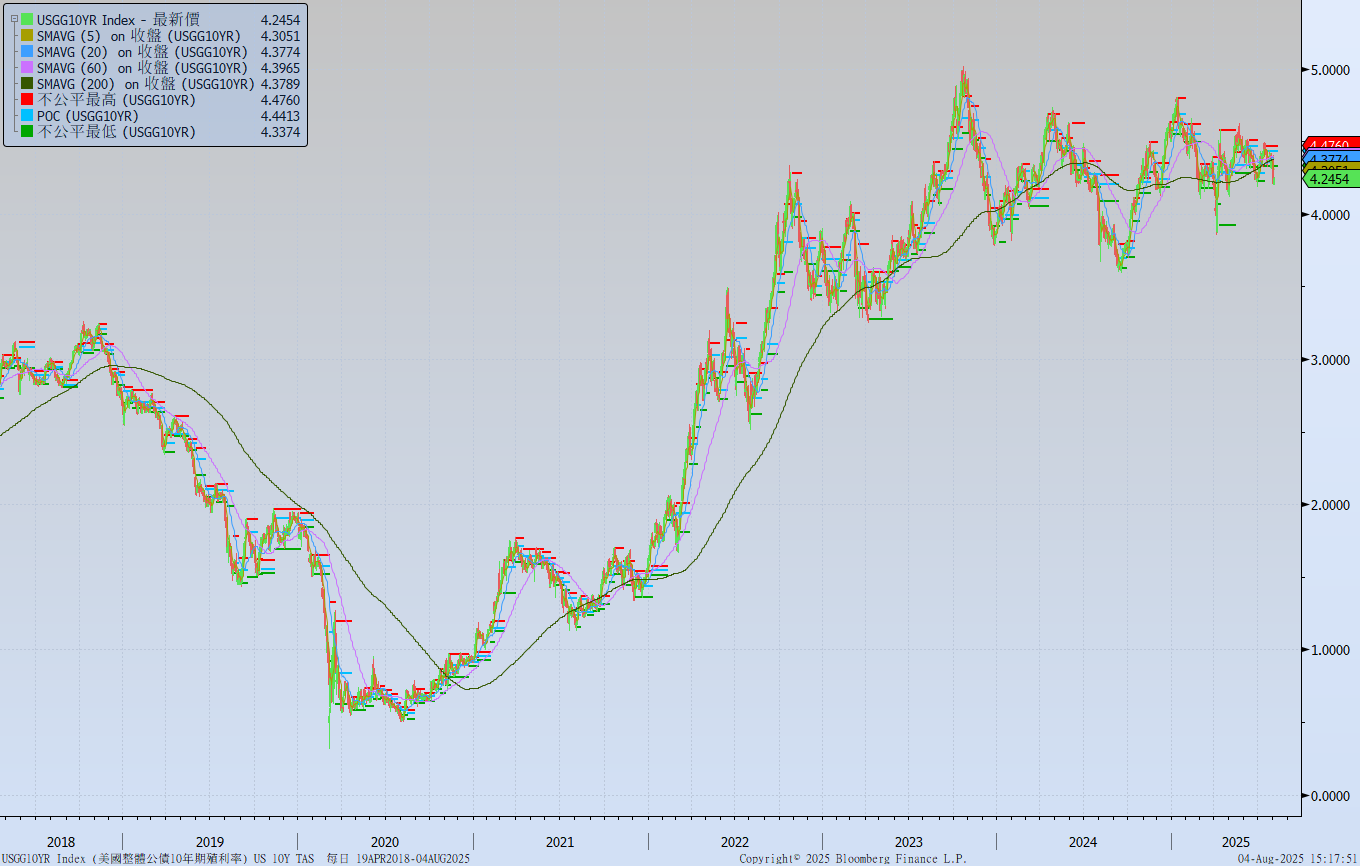 USGG10YR Index - 最新價 4.2454
SMAVG (5) on 收盤 (USGG10YR) 4.3051
SMAVG (20) on 收盤 (USGG10YR) 4.3774
SMAVG (60) on 收盤 (USGG10YR) 4.3965
SMAVG (200) on 收盤 (USGG10YR) 4.3789
不公平最高 (USGG10YR) 4.4760
POC (USGG10YR) 4.4413
不公平最低 (USGG10YR) 4.3374
5.0000
4.4760
4.3774
4.2454
4.0000
3.0000
2.0000
1.0000
0.0000
2018 2019 2020 2021 2022 2023 2024 2025
USGG10YR Index (美國整體公債10年期殖利率) US 10Y TAS 每日 19APR2018-04AUG2025 Copyright© 2025 Bloomberg Finance L.P. 04-Aug-2025 15:17:51